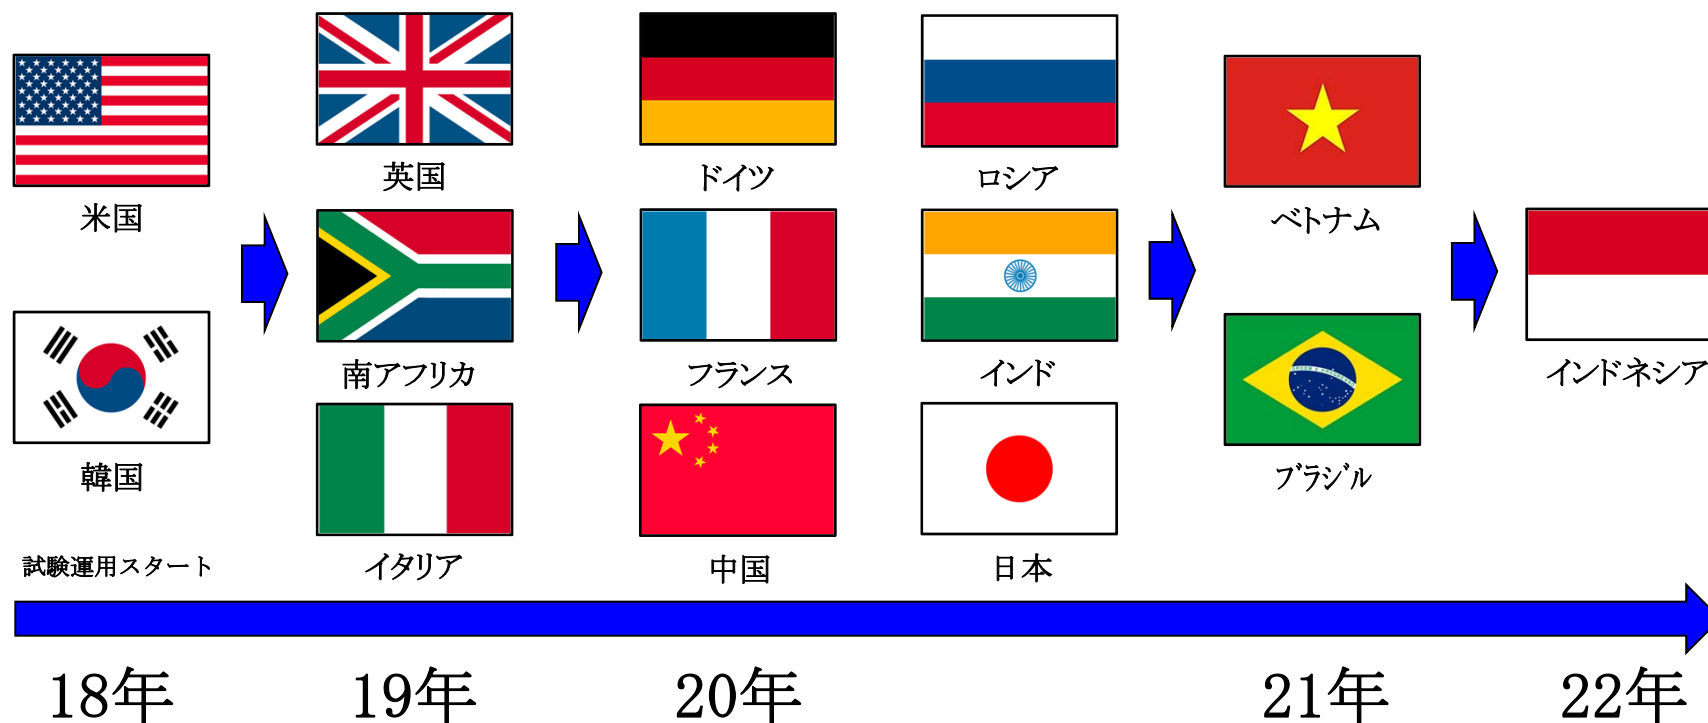 米国
韓国
試験運用スタート
英国
南アフリカ
イタリア
ドイツ
フランス
中国
ロシア
インド
日本
ベトナム
ブラジル
インドネシア
18年
19年
20年
21年
22年